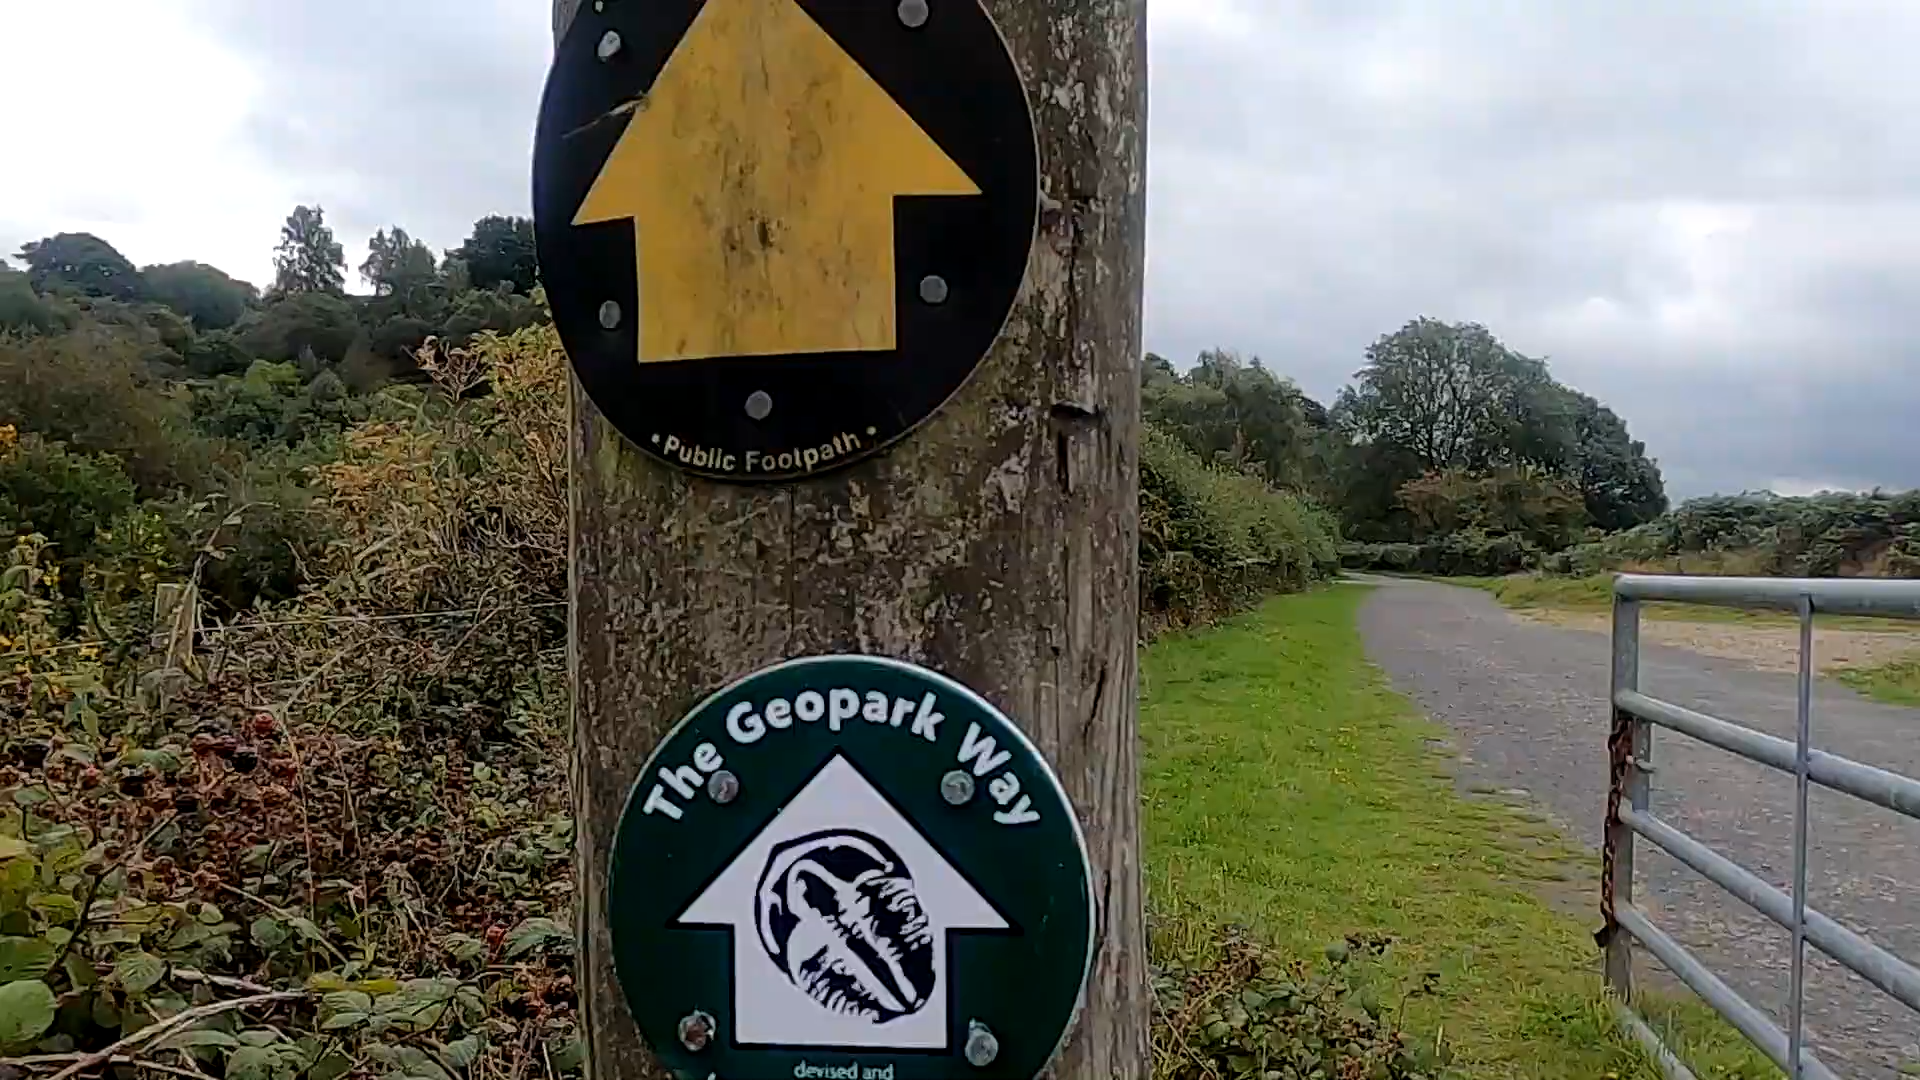 • Public Footpath •
The Geopark Way
devised and